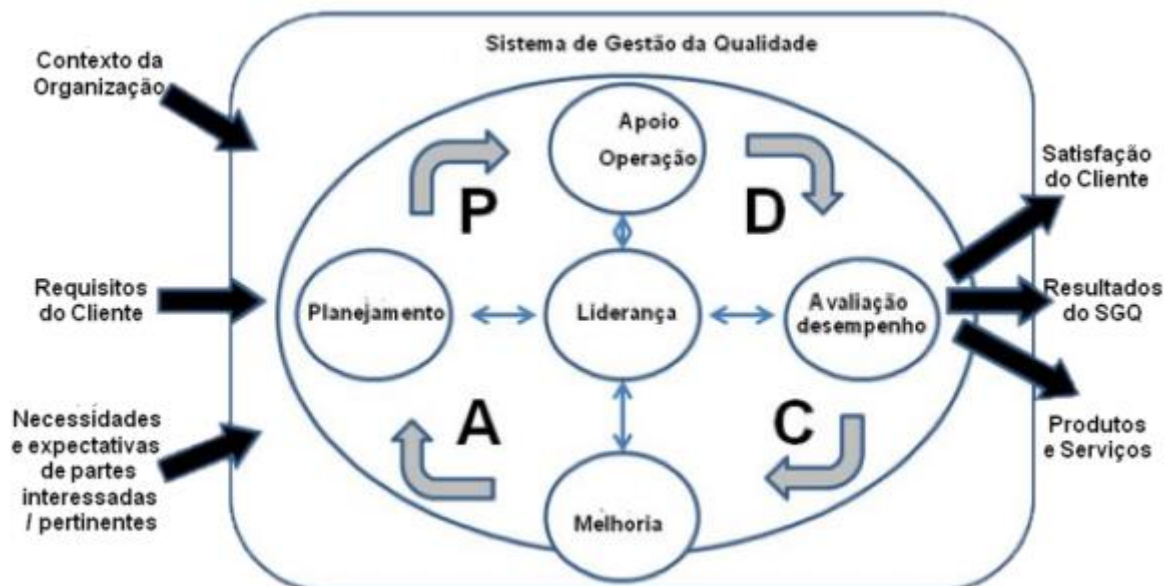 Sistema de Gestão da Qualidade
Contexto da
Organização
Apoio
Operação
P
D
Satisfação
do Cliente
Requisitos
do Cliente
Planejamento
Liderança
Avaliação
desempenho
Resultados
do SGQ
A
C
Necessidades
e expectativas
de partes
interessadas
/ pertinentes
Melhoria
Produtos
e Serviços